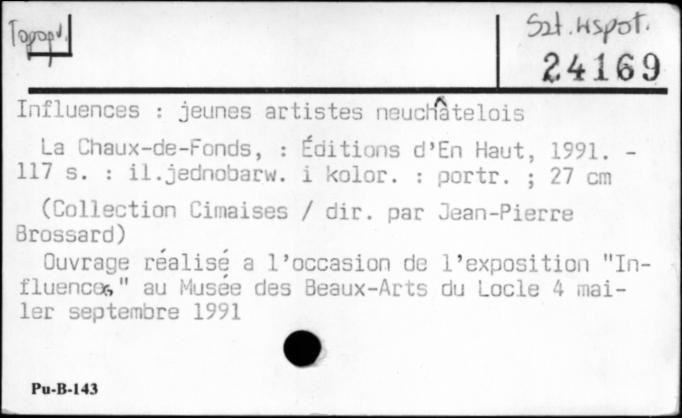 Szt. wspot.
24169
Influences : jeunes artistes neuchâtelois
La Chaux-de-Fonds, : Éditions d'En Haut, 1991. -
117 s. : il.jednobarw. i kolor. : portr. ; 27 cm
(Collection Cimaises / dir. par Jean-Pierre
Brossard)
Ouvrage réalisé a l'occasion de l'exposition "In-
fluences," au Musée des Beaux-Arts du Locle 4 mai-
1er septembre 1991
Pu-B-143